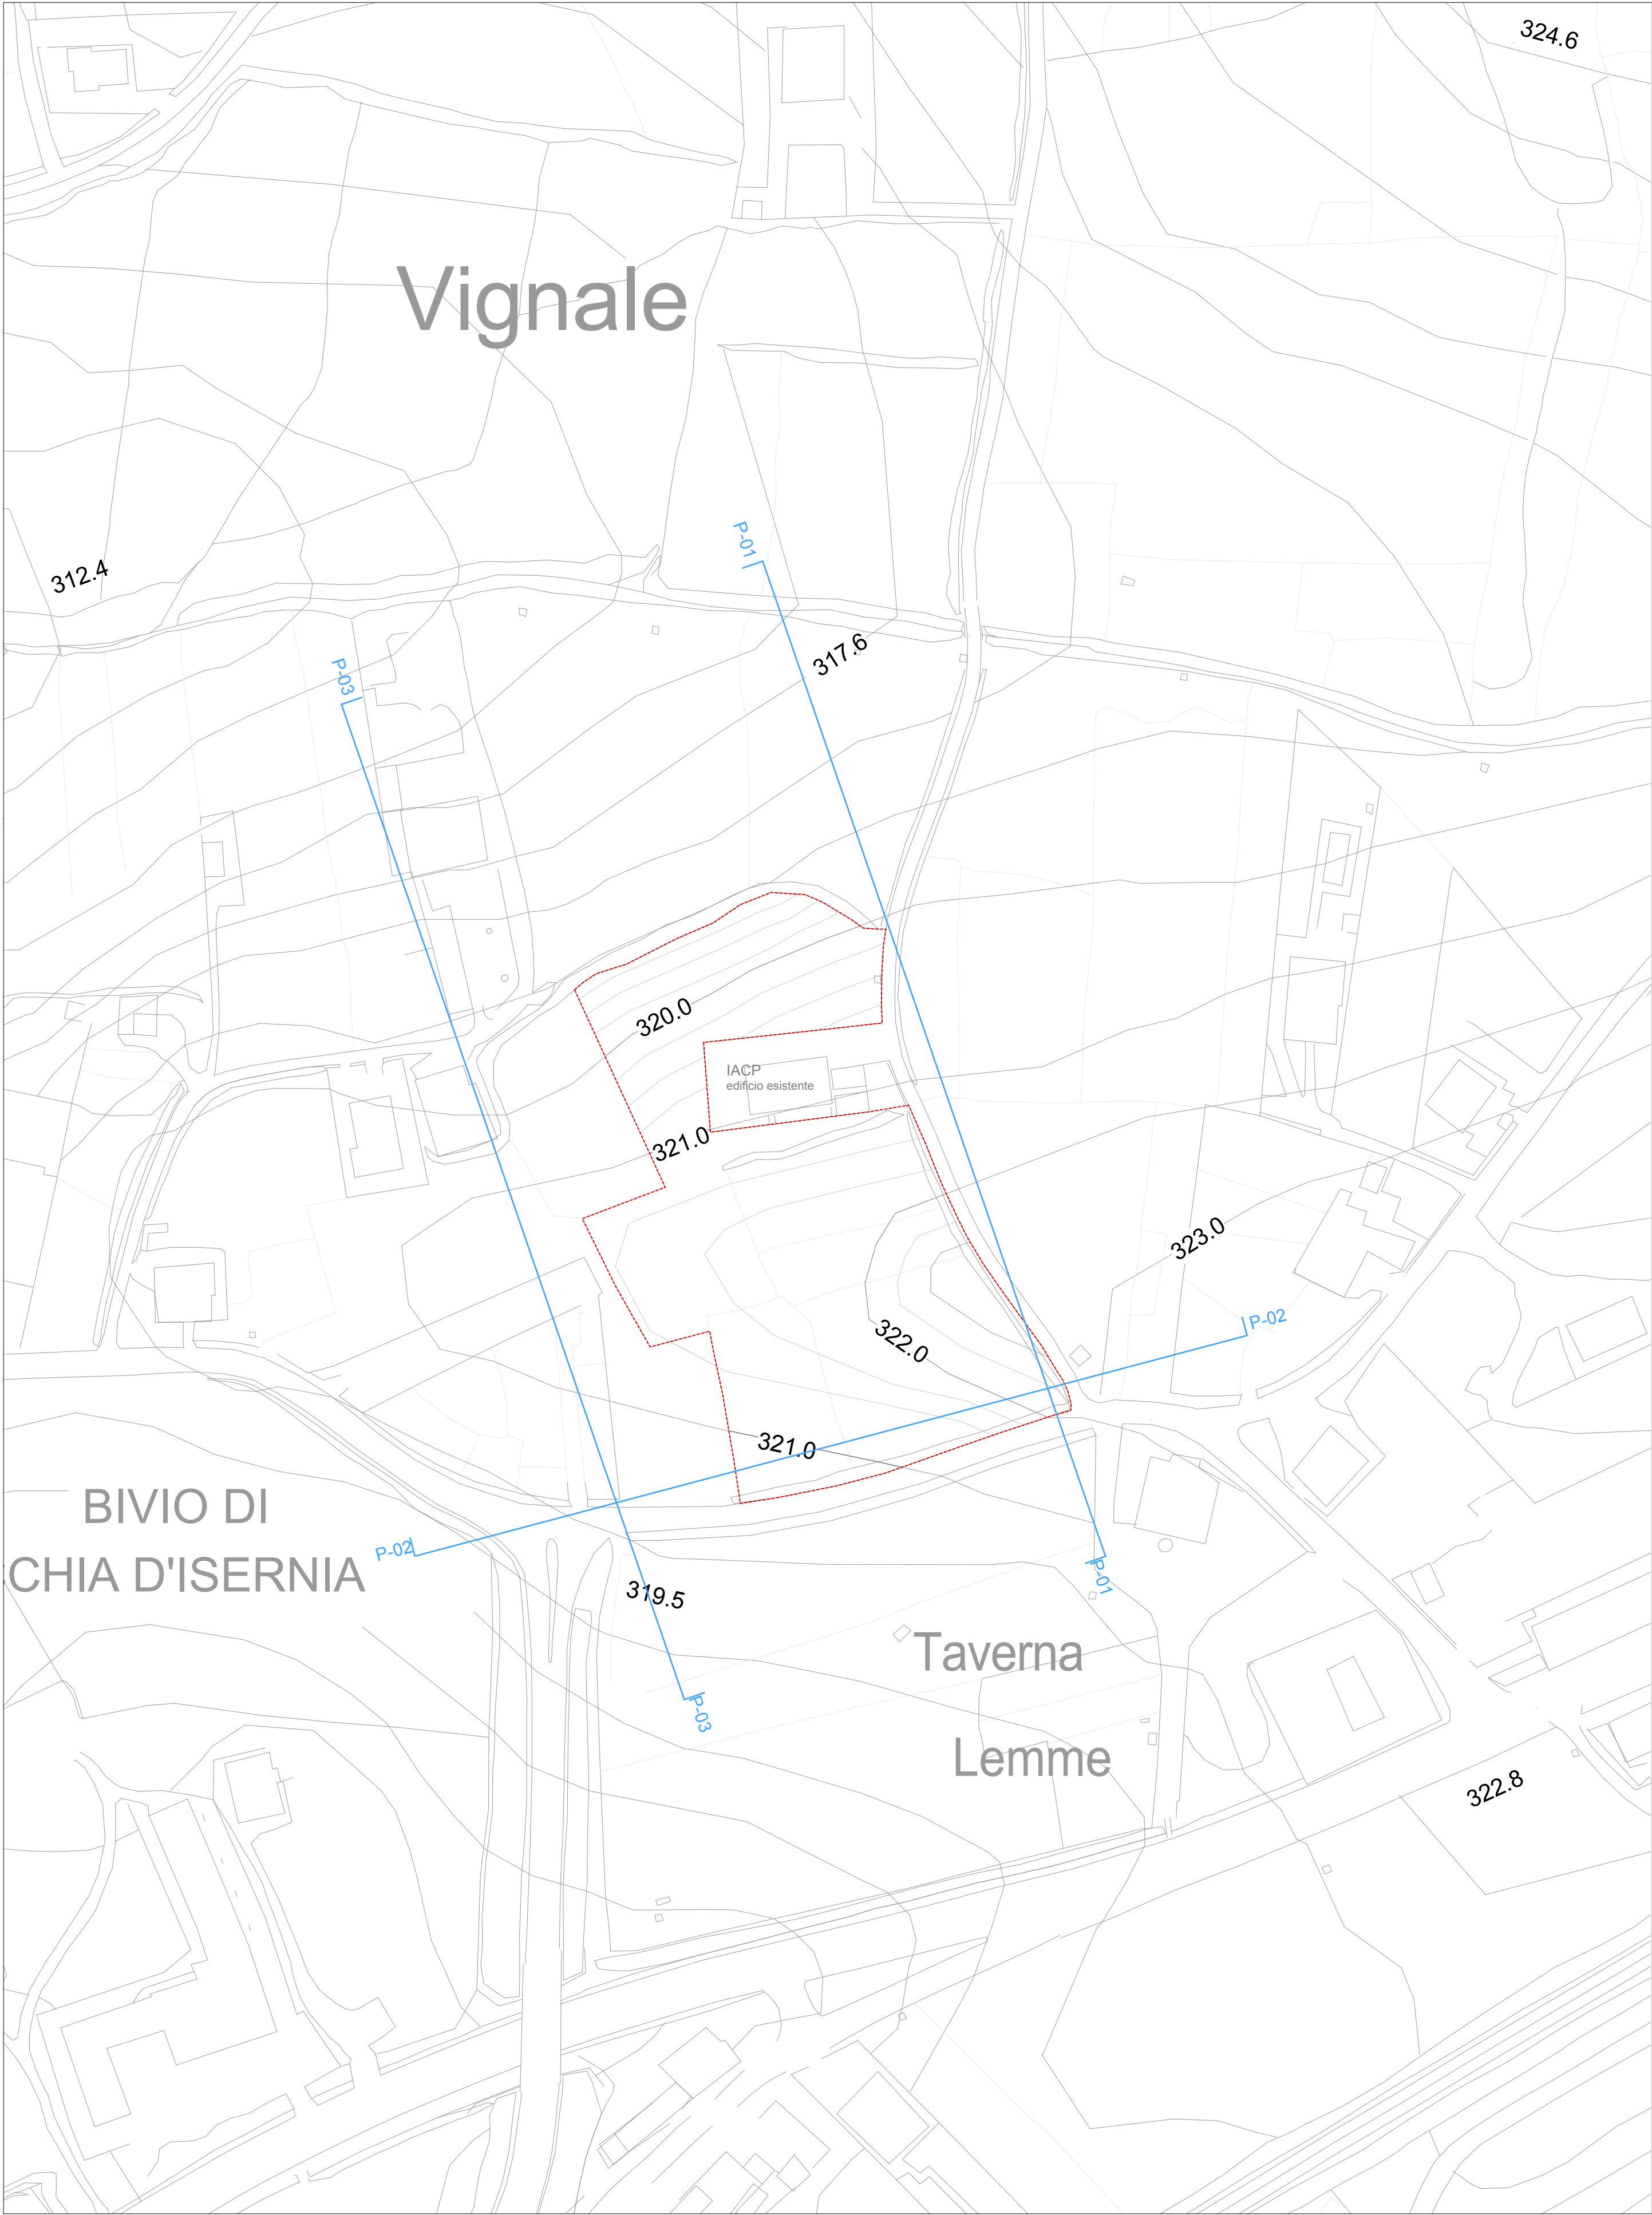 324.6
Vignale
P-01
312.4
317.6
P-03
320.0
IACP
edificio esistente
321.0
323.0
P-02
322.0
321.0
BIVIO DI
P-02
CHIA D'ISERNIA
P-01
319.5
Taverna
P-03
Lemme
322.8